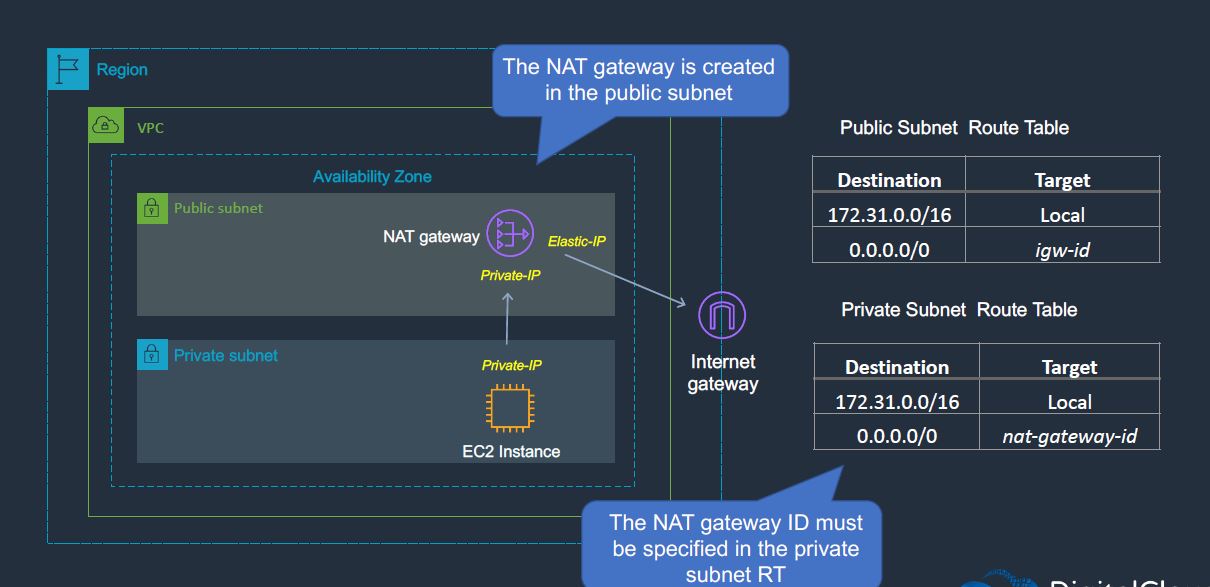 Region
The NAT gateway is created
in the public subnet
VPC
Availability Zone
Public subnet
NAT gateway
Elastic-IP
Private-IP
Private subnet
Private-IP
EC2 Instance
Internet
gateway
Public Subnet Route Table
Destination Target
172.31.0.0/16 Local
0.0.0.0/0 igw-id
Private Subnet Route Table
Destination Target
172.31.0.0/16 Local
0.0.0.0/0 nat-gateway-id
The NAT gateway ID must
be specified in the private
subnet RT